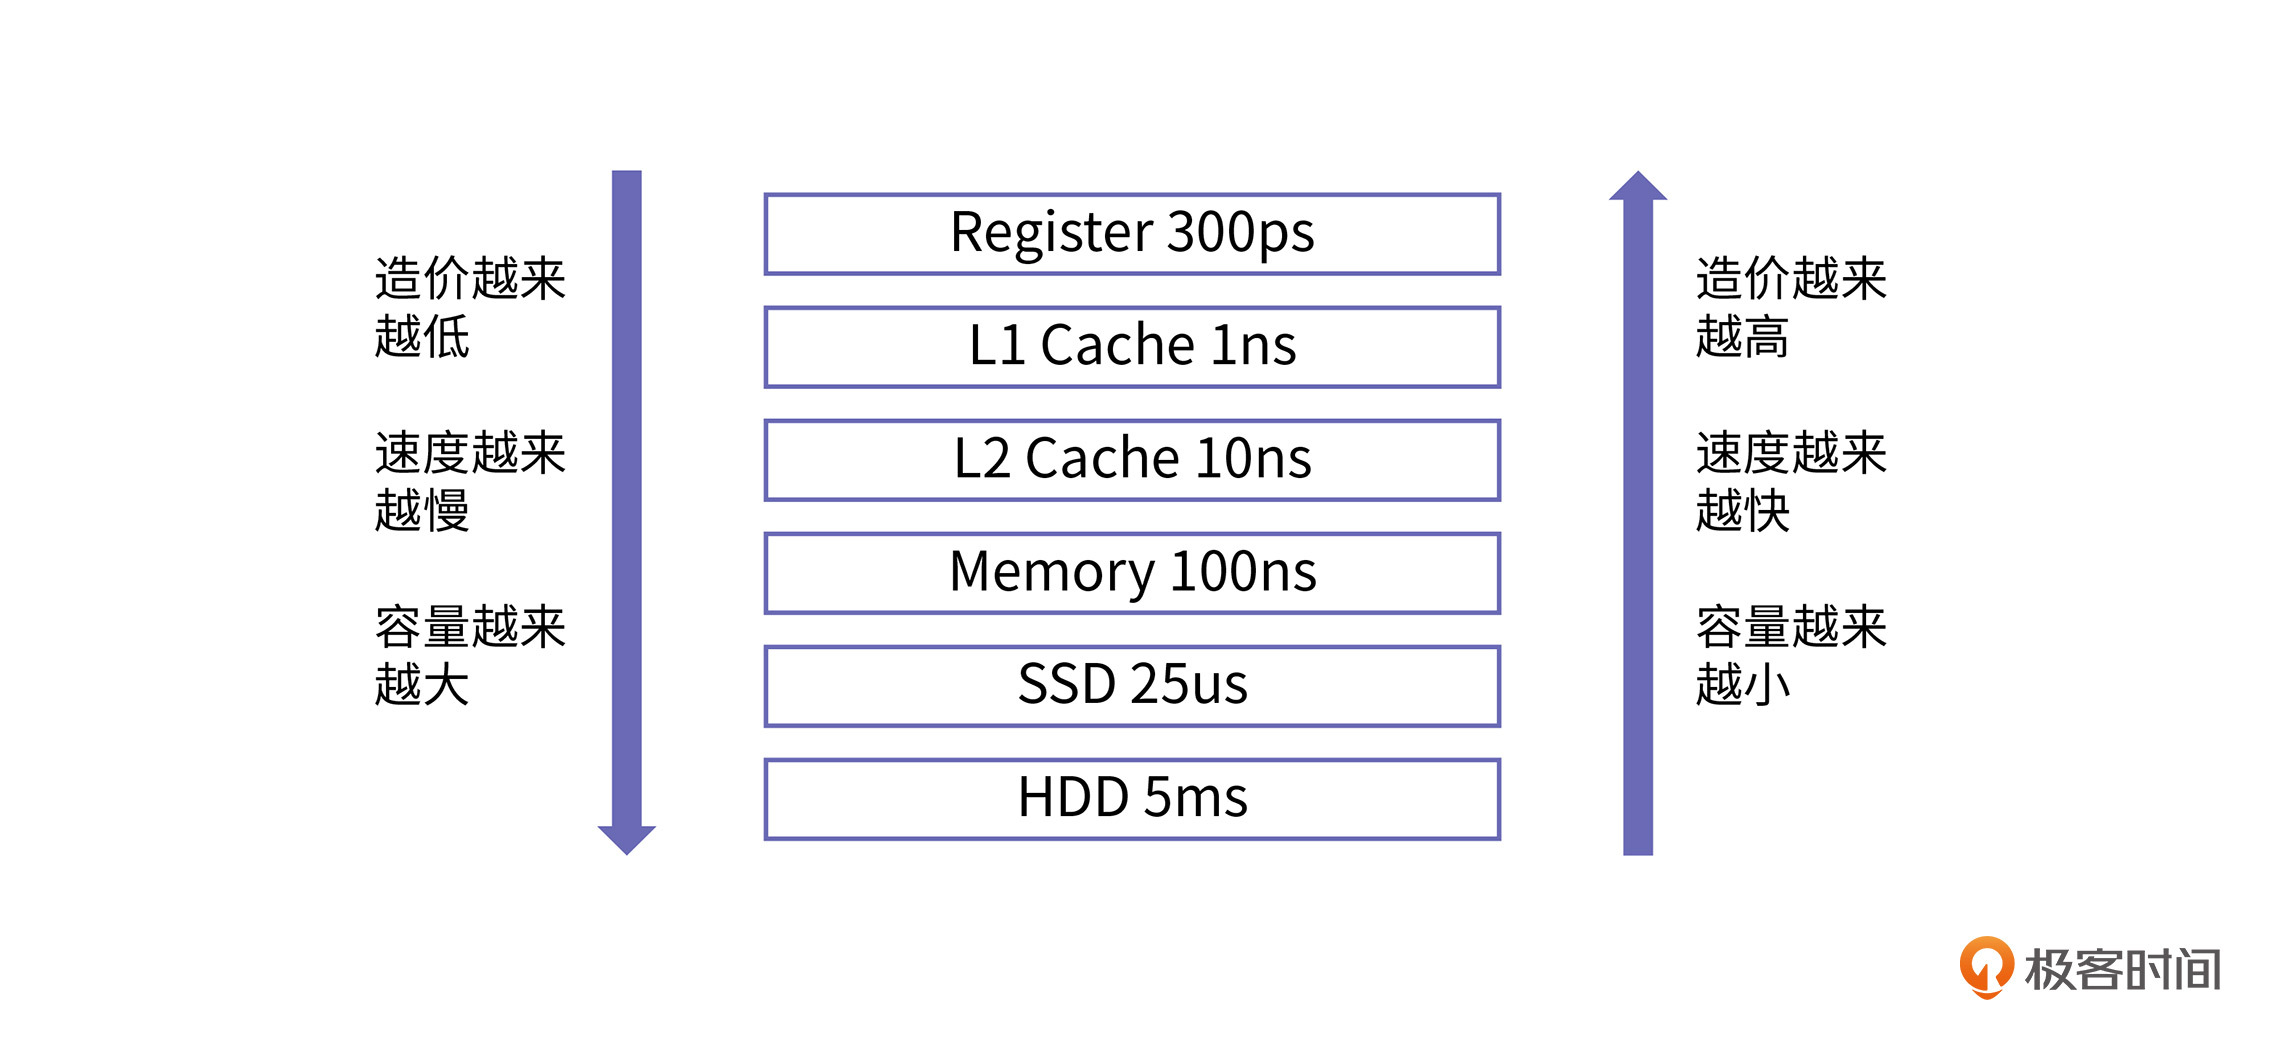 造价越来
越低
速度越来
越慢
容量越来
越大
Register 300ps
L1 Cache 1ns
L2 Cache 10ns
Memory 100ns
SSD 25us
HDD 5ms
造价越来
越高
速度越来
越快
容量越来
越小
极客时间